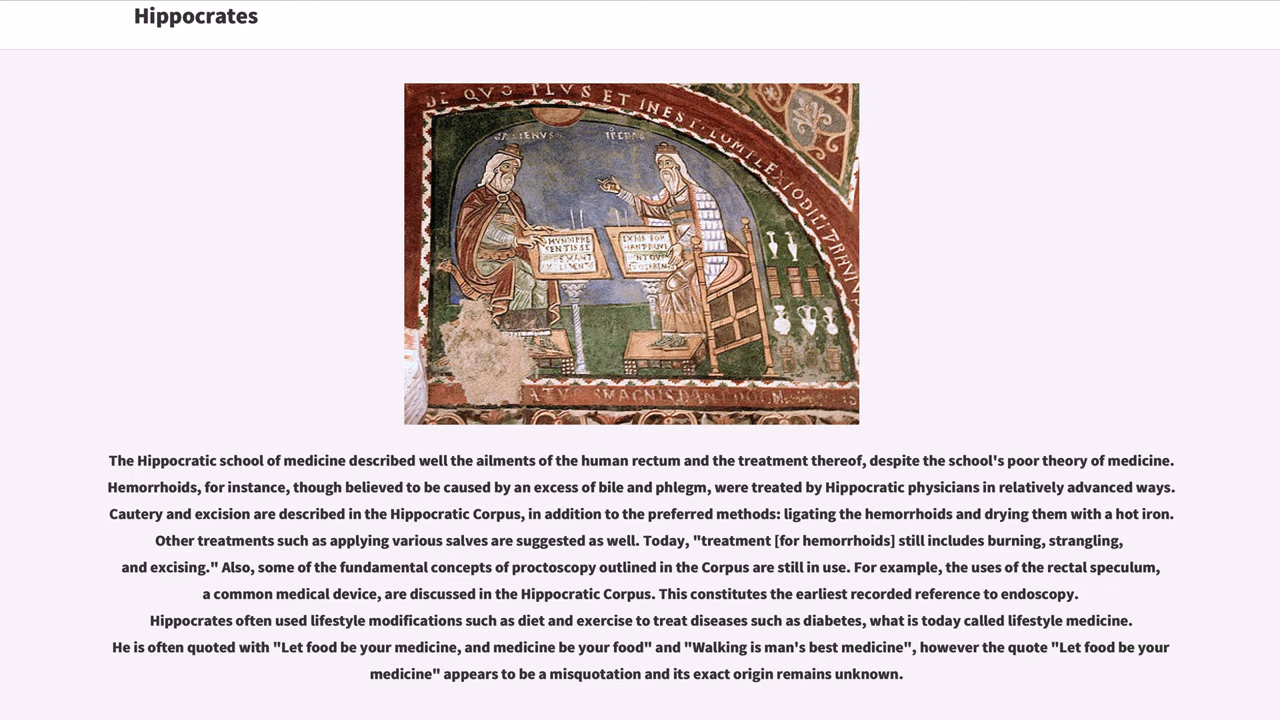 Hippocrates
DE QVO PLVS ET INEST
The Hippocratic school of medicine described well the ailments of the human rectum and the treatment thereof, despite the school's poor theory of medicine.
Hemorrhoids, for instance, though believed to be caused by an excess of bile and phlegm, were treated by Hippocratic physicians in relatively advanced ways.
Cautery and excision are described in the Hippocratic Corpus, in addition to the preferred methods: ligating the hemorrhoids and drying them with a hot iron.
Other treatments such as applying various salves are suggested as well. Today, "treatment [for hemorrhoids] still includes burning, strangling,
and excising." Also, some of the fundamental concepts of proctoscopy outlined in the Corpus are still in use. For example, the uses of the rectal speculum,
a common medical device, are discussed in the Hippocratic Corpus. This constitutes the earliest recorded reference to endoscopy.
Hippocrates often used lifestyle modifications such as diet and exercise to treat diseases such as diabetes, what is today called lifestyle medicine.
He is often quoted with "Let food be your medicine, and medicine be your food" and "Walking is man's best medicine", however the quote "Let food be your
medicine" appears to be a misquotation and its exact origin remains unknown.